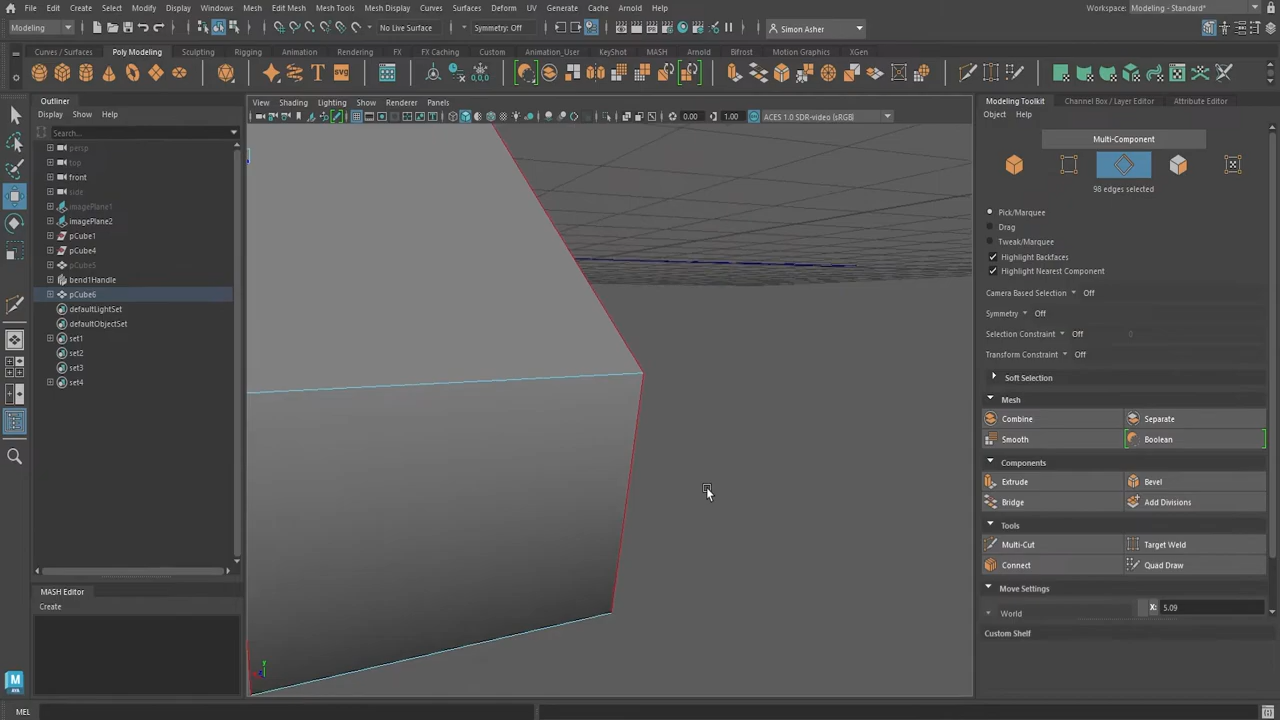 File Edit Create Select Modify Display Windows Mesh Edit Mesh Mesh Tools Mesh Display Curves Surfaces Deform UV Generate Cache Arnold Help Workspace: Modeling - Standard*
Modeling No Live Surface Symmetry: Off Simon Asher
Curves / Surfaces Poly Modeling Sculpting Rigging Animation Rendering FX FX Caching Custom Animation_User KeyShot MASH Arnold Bifrost Motion Graphics XGen
Outliner
Display Show Help
Search...
persp
top
front
side
imagePlane1
imagePlane2
pCube1
pCube4
pCube5
bend1Handle
pCube6
defaultLightSet
defaultObjectSet
set1
set2
set3
set4
MASH Editor
Create
View Shading Lighting Show Renderer Panels
0.00 1.00 ACES 1.0 SDR-video (sRGB)
y
Modeling Toolkit Channel Box / Layer Editor Attribute Editor
Object Help
Multi-Component
98 edges selected
Pick/Marquee
Drag
Tweak/Marquee
Highlight Backfaces
Highlight Nearest Component
Camera Based Selection Off
Symmetry Off
Selection Constraint Off 0
Transform Constraint Off
Soft Selection
Mesh
Combine Separate
Smooth Boolean
Components
Extrude Bevel
Bridge Add Divisions
Tools
Multi-Cut Target Weld
Connect Quad Draw
Move Settings
World X: 5.09
Custom Shelf
MEL